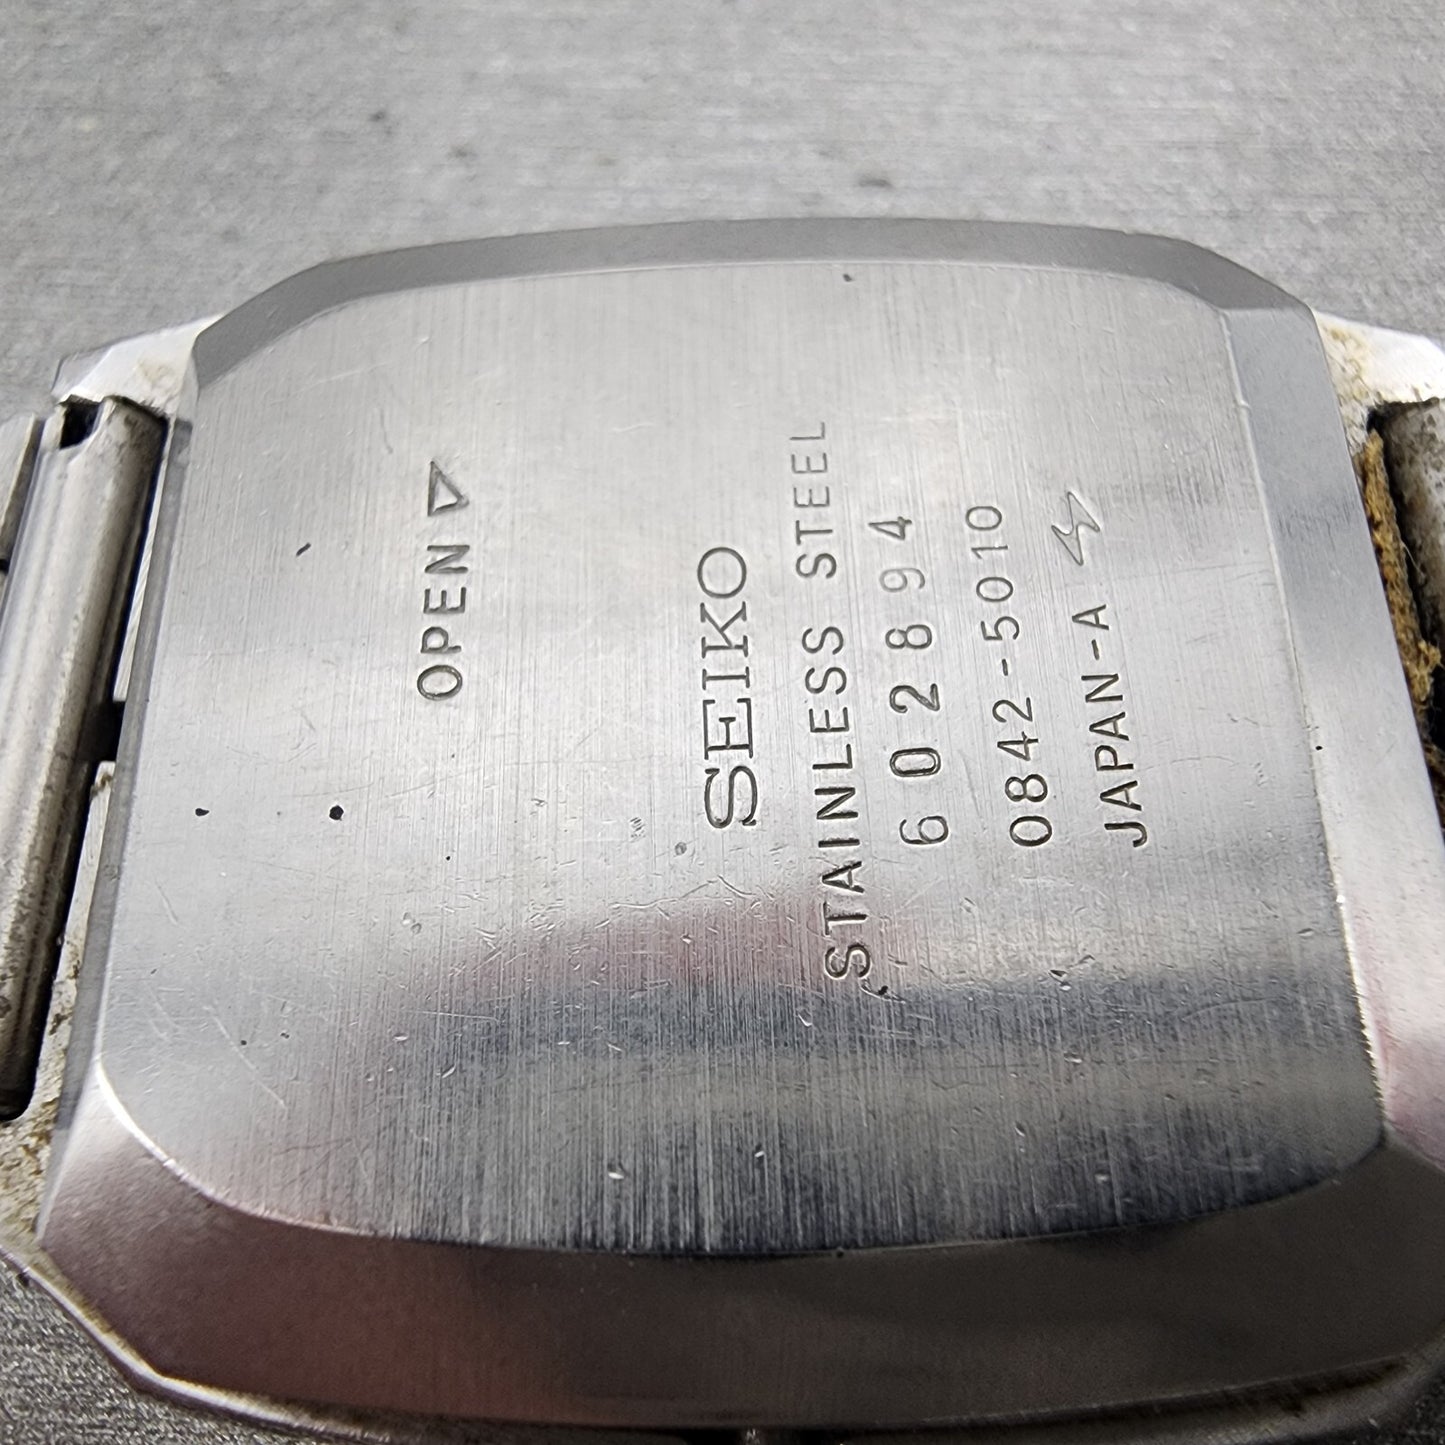 OPEN
SEIKO
STAINLESS STEEL
602894
0842-5010
JAPAN-A